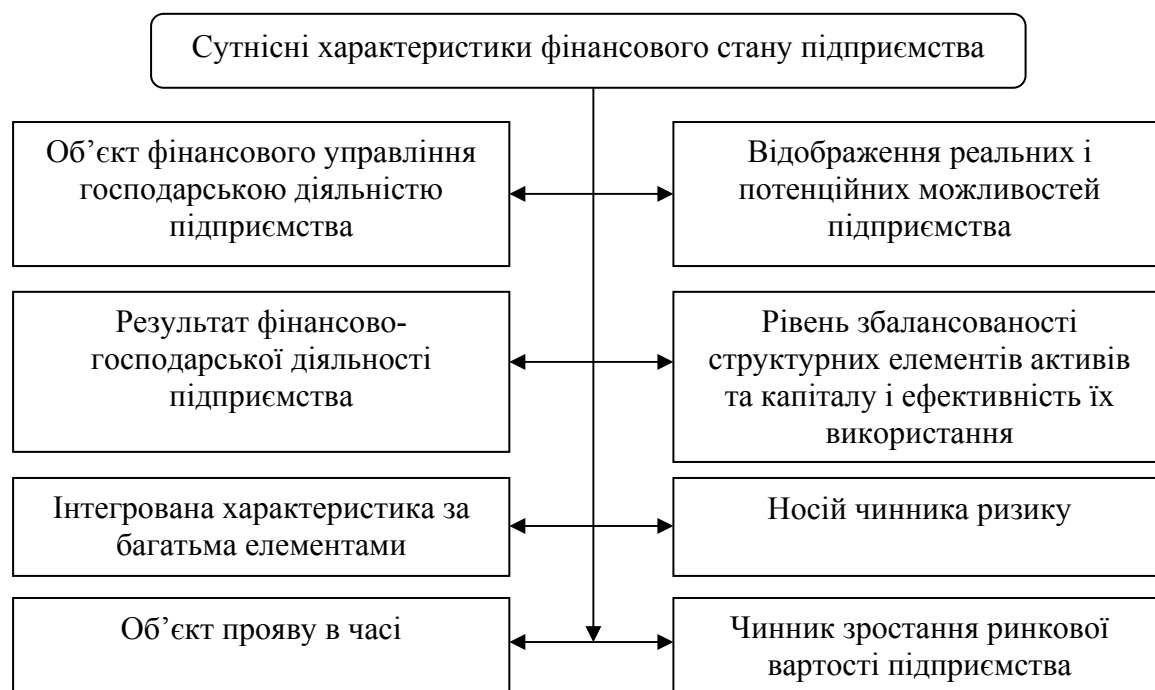 Сутнісні характеристики фінансового стану підприємства
Об’єкт фінансового управління
господарською діяльністю
підприємства
Відображення реальних і
потенційних можливостей
підприємства
Результат фінансово-
господарської діяльності
підприємства
Рівень збалансованості
структурних елементів активів
та капіталу і ефективність їх
використання
Інтегрована характеристика за
багатьма елементами
Носій чинника ризику
Об’єкт прояву в часі
Чинник зростання ринкової
вартості підприємства